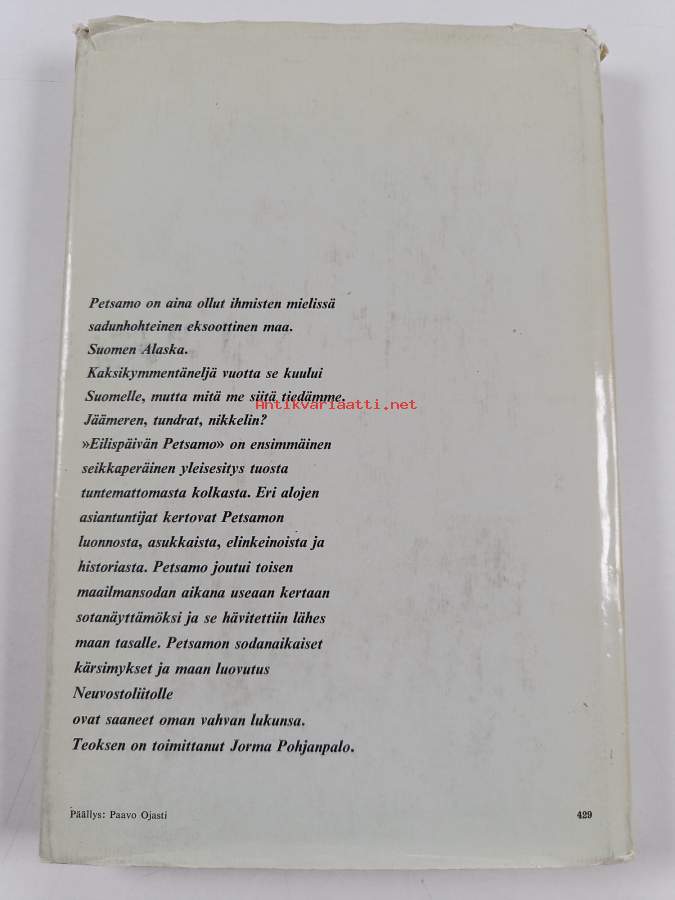 Petsamo on aina ollut ihmisten mielissä
sadunhohteinen eksoottinen maa.
Suomen Alaska.
Kaksikymmentäneljä vuotta se kuului
Suomelle, mutta mitä me siitä tiedämme.
Antikvariaatti.net
Jäämeren, tundrat, nikkelin?
»Eilispäivän Petsamo» on ensimmäinen
seikkaperäinen yleisesitys tuosta
tuntemattomasta kolkasta. Eri alojen
asiantuntijat kertovat Petsamon
luonnosta, asukkaista, elinkeinoista ja
historiasta. Petsamo joutui toisen
maailmansodan aikana useaan kertaan
sotanäyttämöksi ja se hävitettiin lähes
maan tasalle. Petsamon sodanaikaiset
kärsimykset ja maan luovutus
Neuvostoliitolle
ovat saaneet oman vahvan lukunsa.
Teoksen on toimittanut Jorma Pohjanpalo.
Päällys: Paavo Ojasti
429